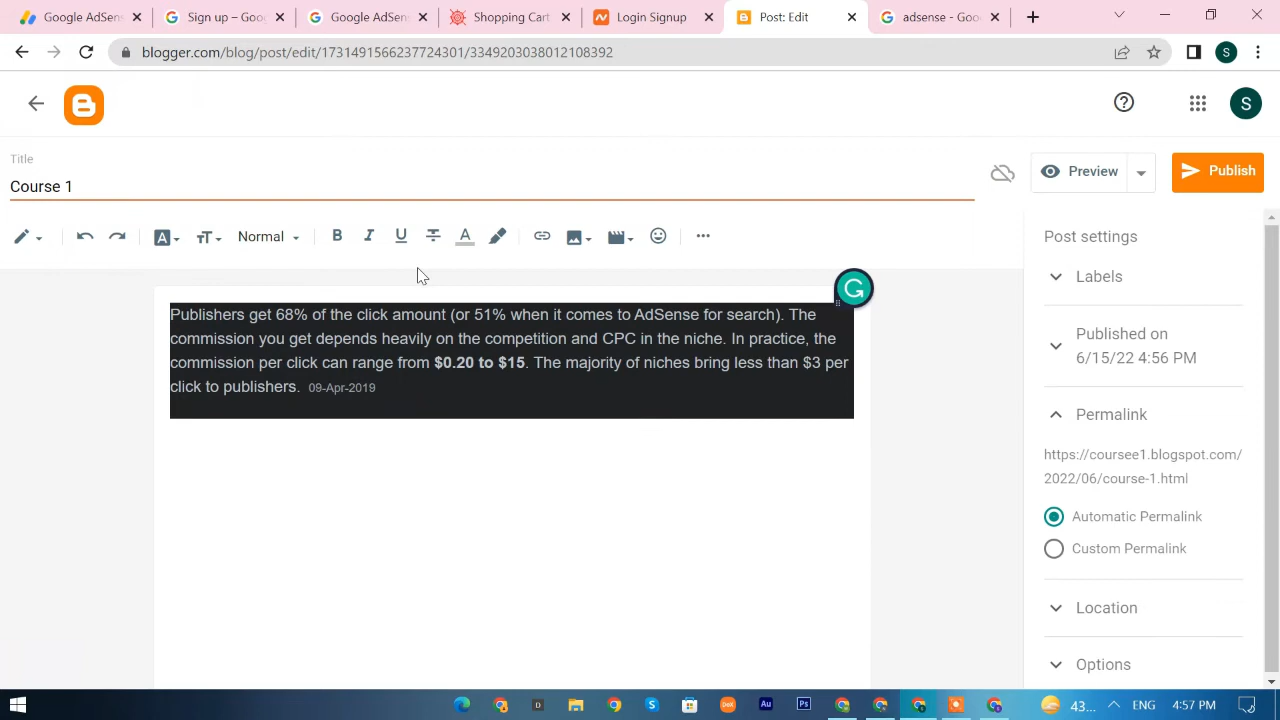 Google AdSen
Sign up – Goo
Google AdSen
Shopping Cart
Login Signup
Post: Edit
adsense - Goo
blogger.com/blog/post/edit/1731491566237724301/3349203038012108392
S
S
Title
Course 1
Preview
Publish
Normal
Post settings
Labels
Published on
6/15/22 4:56 PM
Permalink
https://coursee1.blogspot.com/
2022/06/course-1.html
Automatic Permalink
Custom Permalink
Location
Options
Publishers get 68% of the click amount (or 51% when it comes to AdSense for search). The
commission you get depends heavily on the competition and CPC in the niche. In practice, the
commission per click can range from $0.20 to $15. The majority of niches bring less than $3 per
click to publishers. 09-Apr-2019
43...
ENG
4:57 PM